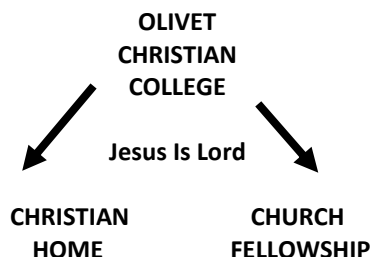 OLIVET
CHRISTIAN
COLLEGE
Jesus Is Lord
CHRISTIAN
HOME
CHURCH
FELLOWSHIP